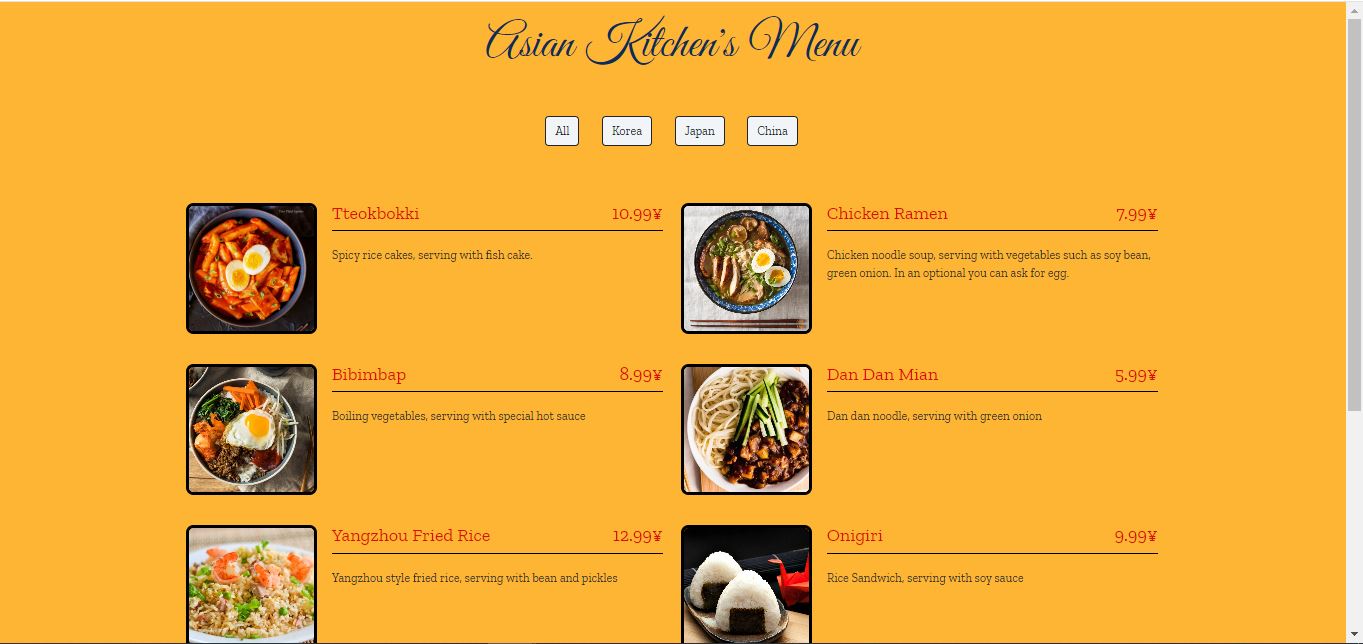 Asian Kitchen's Menu
All Korea Japan China
Tteokbokki 10.99¥
Spicy rice cakes, serving with fish cake.
Chicken Ramen 7.99¥
Chicken noodle soup, serving with vegetables such as soy bean,
green onion. In an optional you can ask for egg.
Bibimbap 8.99¥
Boiling vegetables, serving with special hot sauce
Dan Dan Mian 5.99¥
Dan dan noodle, serving with green onion
Yangzhou Fried Rice 12.99¥
Yangzhou style fried rice, serving with bean and pickles
Onigiri 9.99¥
Rice Sandwich, serving with soy sauce